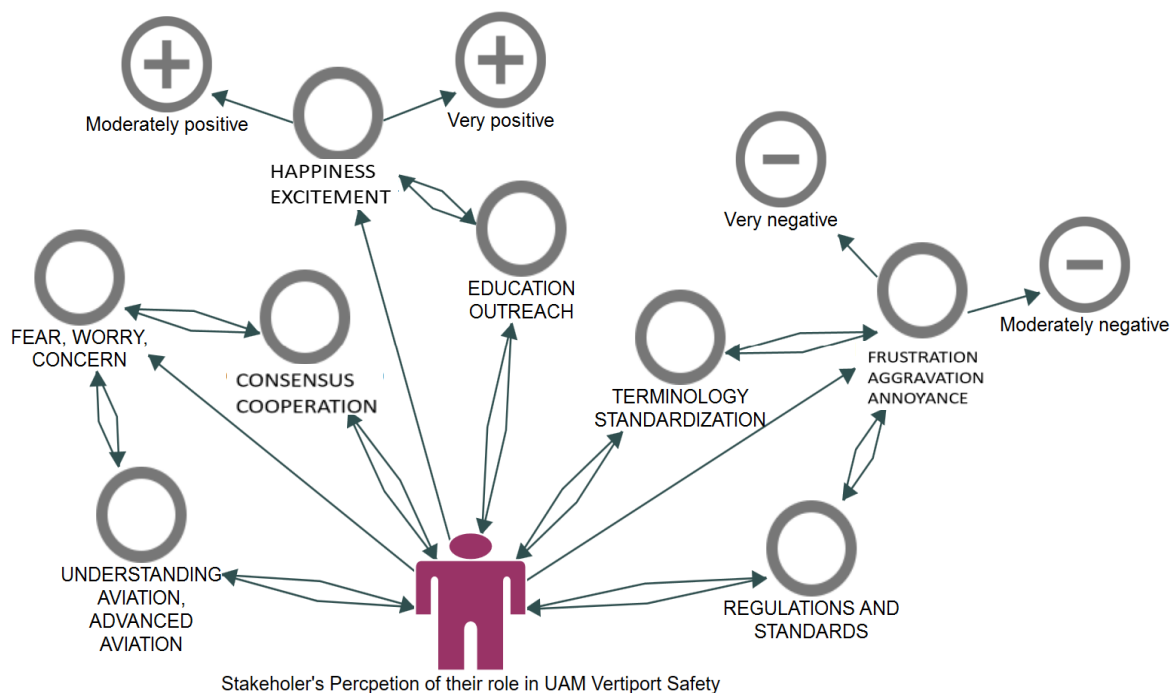 Moderately positive
Very positive
HAPPINESS
EXCITEMENT
Very negative
EDUCATION
OUTREACH
Moderately negative
FEAR, WORRY,
CONCERN
CONSENSUS
COOPERATION
TERMINOLOGY
STANDARDIZATION
FRUSTRATION
AGGRAVATION
ANNOYANCE
UNDERSTANDING
AVIATION,
ADVANCED
AVIATION
REGULATIONS AND
STANDARDS
Stakeholer's Percpetion of their role in UAM Vertiport Safety